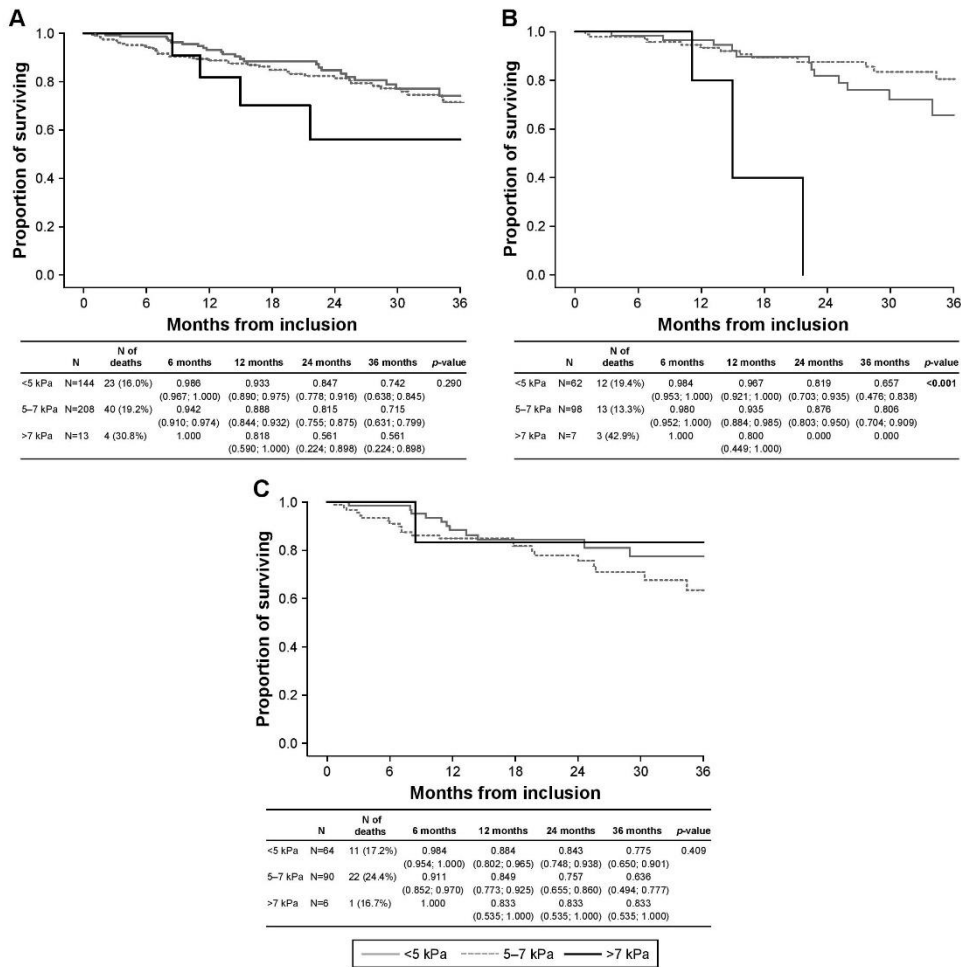 A
Proportion of surviving
1.0
0.8
0.6
0.4
0.2
0.0
0 6 12 18 24 30 36
Months from inclusion
N N of deaths 6 months 12 months 24 months 36 months p-value
<5 kPa N=144 23 (16.0%) 0.986 0.933 0.847 0.742 0.290
(0.967; 1.000) (0.890; 0.975) (0.778; 0.916) (0.638; 0.845)
5–7 kPa N=208 40 (19.2%) 0.942 0.888 0.815 0.715
(0.910; 0.974) (0.844; 0.932) (0.755; 0.875) (0.631; 0.799)
>7 kPa N=13 4 (30.8%) 1.000 0.818 0.561 0.561
(0.590; 1.000) (0.224; 0.898) (0.224; 0.898)
B
Proportion of surviving
1.0
0.8
0.6
0.4
0.2
0.0
0 6 12 18 24 30 36
Months from inclusion
N N of deaths 6 months 12 months 24 months 36 months p-value
<5 kPa N=62 12 (19.4%) 0.984 0.967 0.819 0.657 <0.001
(0.953; 1.000) (0.921; 1.000) (0.703; 0.935) (0.476; 0.838)
5–7 kPa N=98 13 (13.3%) 0.980 0.935 0.876 0.806
(0.952; 1.000) (0.884; 0.985) (0.803; 0.950) (0.704; 0.909)
>7 kPa N=7 3 (42.9%) 1.000 0.800 0.000 0.000
(0.449; 1.000)
C
Proportion of surviving
1.0
0.8
0.6
0.4
0.2
0.0
0 6 12 18 24 30 36
Months from inclusion
N N of deaths 6 months 12 months 24 months 36 months p-value
<5 kPa N=64 11 (17.2%) 0.984 0.884 0.843 0.775 0.409
(0.954; 1.000) (0.802; 0.965) (0.748; 0.938) (0.650; 0.901)
5–7 kPa N=90 22 (24.4%) 0.911 0.849 0.757 0.636
(0.852; 0.970) (0.773; 0.925) (0.655; 0.860) (0.494; 0.777)
>7 kPa N=6 1 (16.7%) 1.000 0.833 0.833 0.833
(0.535; 1.000) (0.535; 1.000) (0.535; 1.000)
<5 kPa 5–7 kPa >7 kPa